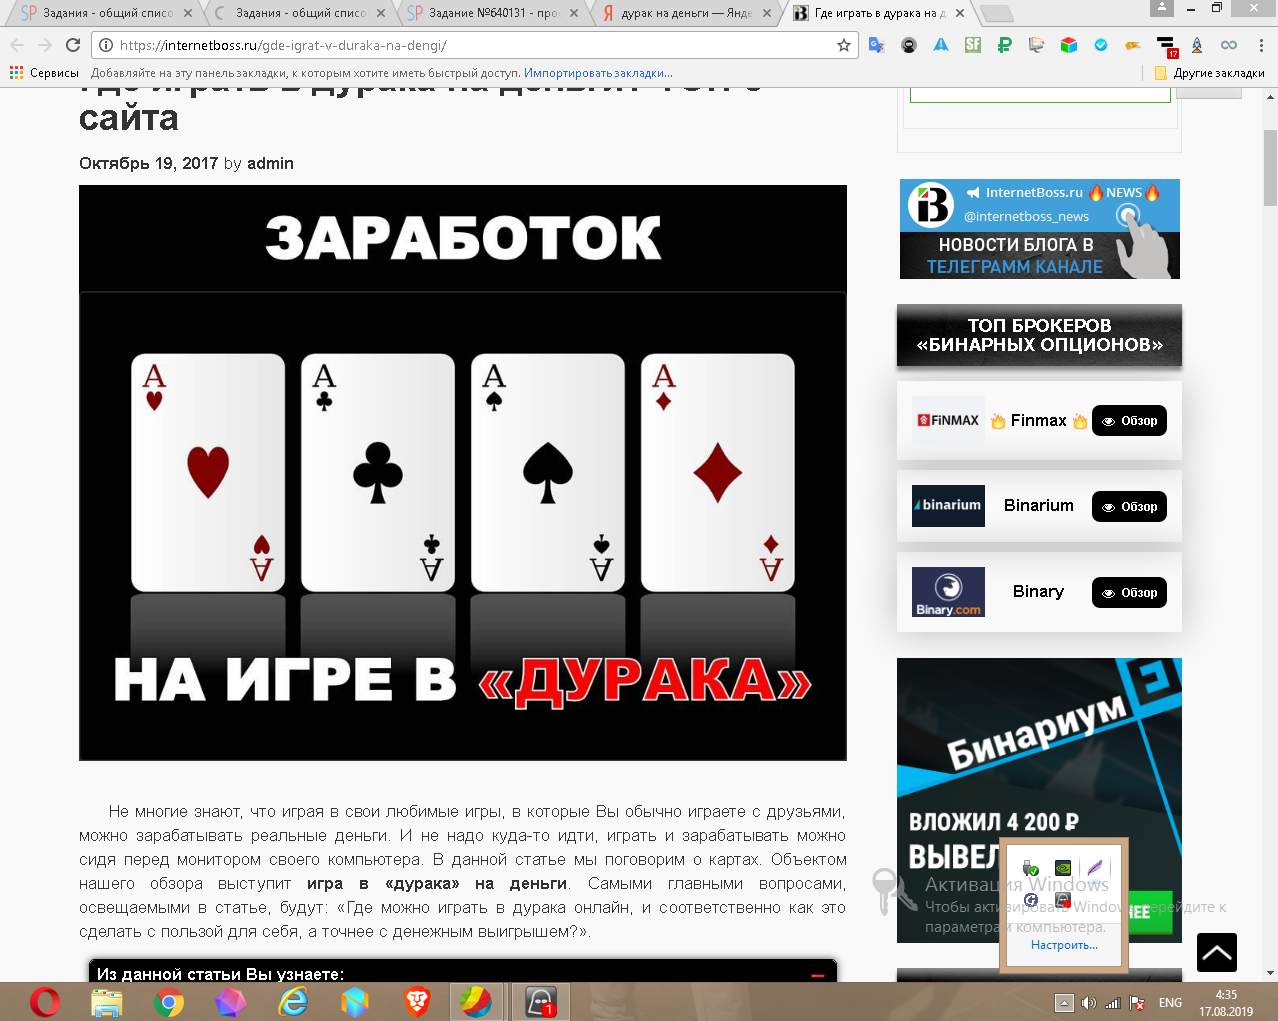 Задания - общий списо
Задания - общий списо
Задание №640131 - про
дурак на деньги — Янде
Где играть в дурака на д
https://internetboss.ru/gde-igrat-v-duraka-na-dengi/
17
Сервисы
Добавляйте на эту панель закладки, к которым хотите иметь быстрый доступ. Импортировать закладки...
Другие закладки
сайта
Октябрь 19, 2017 by admin
ЗАРАБОТОК
A A A A
A A A A
НА ИГРЕ В «ДУРАКА»
Не многие знают, что играя в свои любимые игры, в которые Вы обычно играете с друзьями,
можно зарабатывать реальные деньги. И не надо куда-то идти, играть и зарабатывать можно
сидя перед монитором своего компьютера. В данной статье мы поговорим о картах. Объектом
нашего обзора выступит игра в «дурака» на деньги. Самыми главными вопросами,
освещаемыми в статье, будут: «Где можно играть в дурака онлайн, и соответственно как это
сделать с пользой для себя, а точнее с денежным выигрышем?».
Из данной статьи Вы узнаете:
InternetBoss.ru NEWS
@internetboss_news
НОВОСТИ БЛОГА В
ТЕЛЕГРАММ КАНАЛЕ
ТОП БРОКЕРОВ
«БИНАРНЫХ ОПЦИОНОВ»
FiNMAX Finmax Обзор
binarium Binarium Обзор
Binary.com Binary Обзор
Бинариум
ВЛОЖИЛ 4 200 ₽
ВЫВЕЛ
Активация Windows
Чтобы активировать Windows, перейдите к
параметрам компьютера.
Настроить...
1
ENG
4:35
17.08.2019